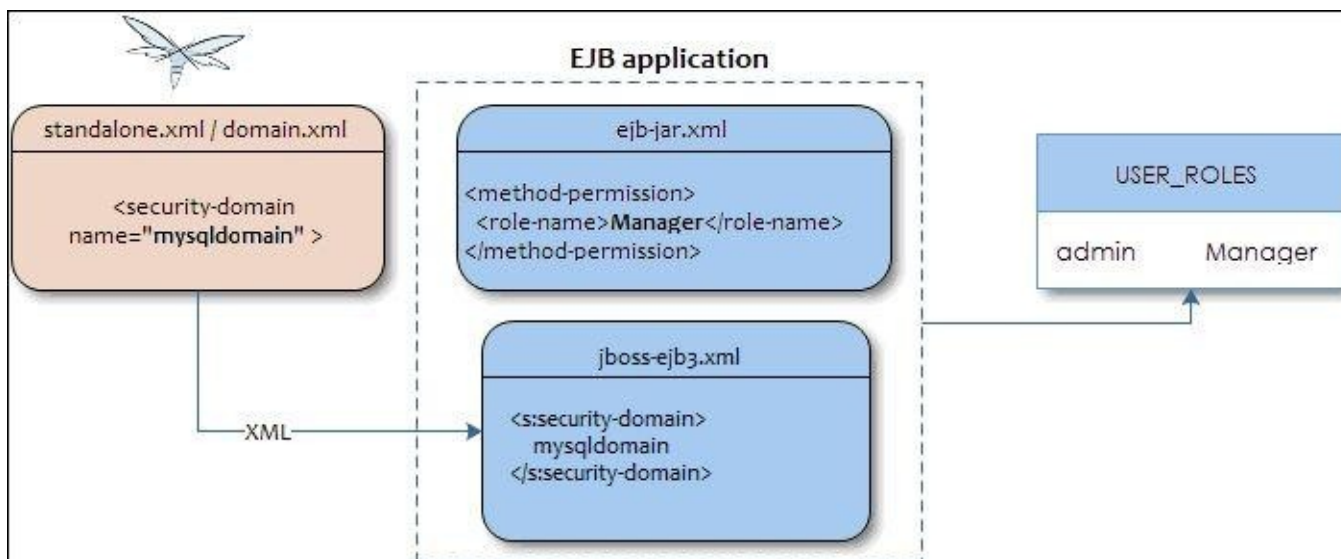 EJB application
standalone.xml / domain.xml
<security-domain
name="mysqldomain" >
ejb-jar.xml
<method-permission>
<role-name>Manager</role-name>
</method-permission>
USER_ROLES
admin Manager
XML
jboss-ejb3.xml
<s:security-domain>
mysqldomain
</s:security-domain>